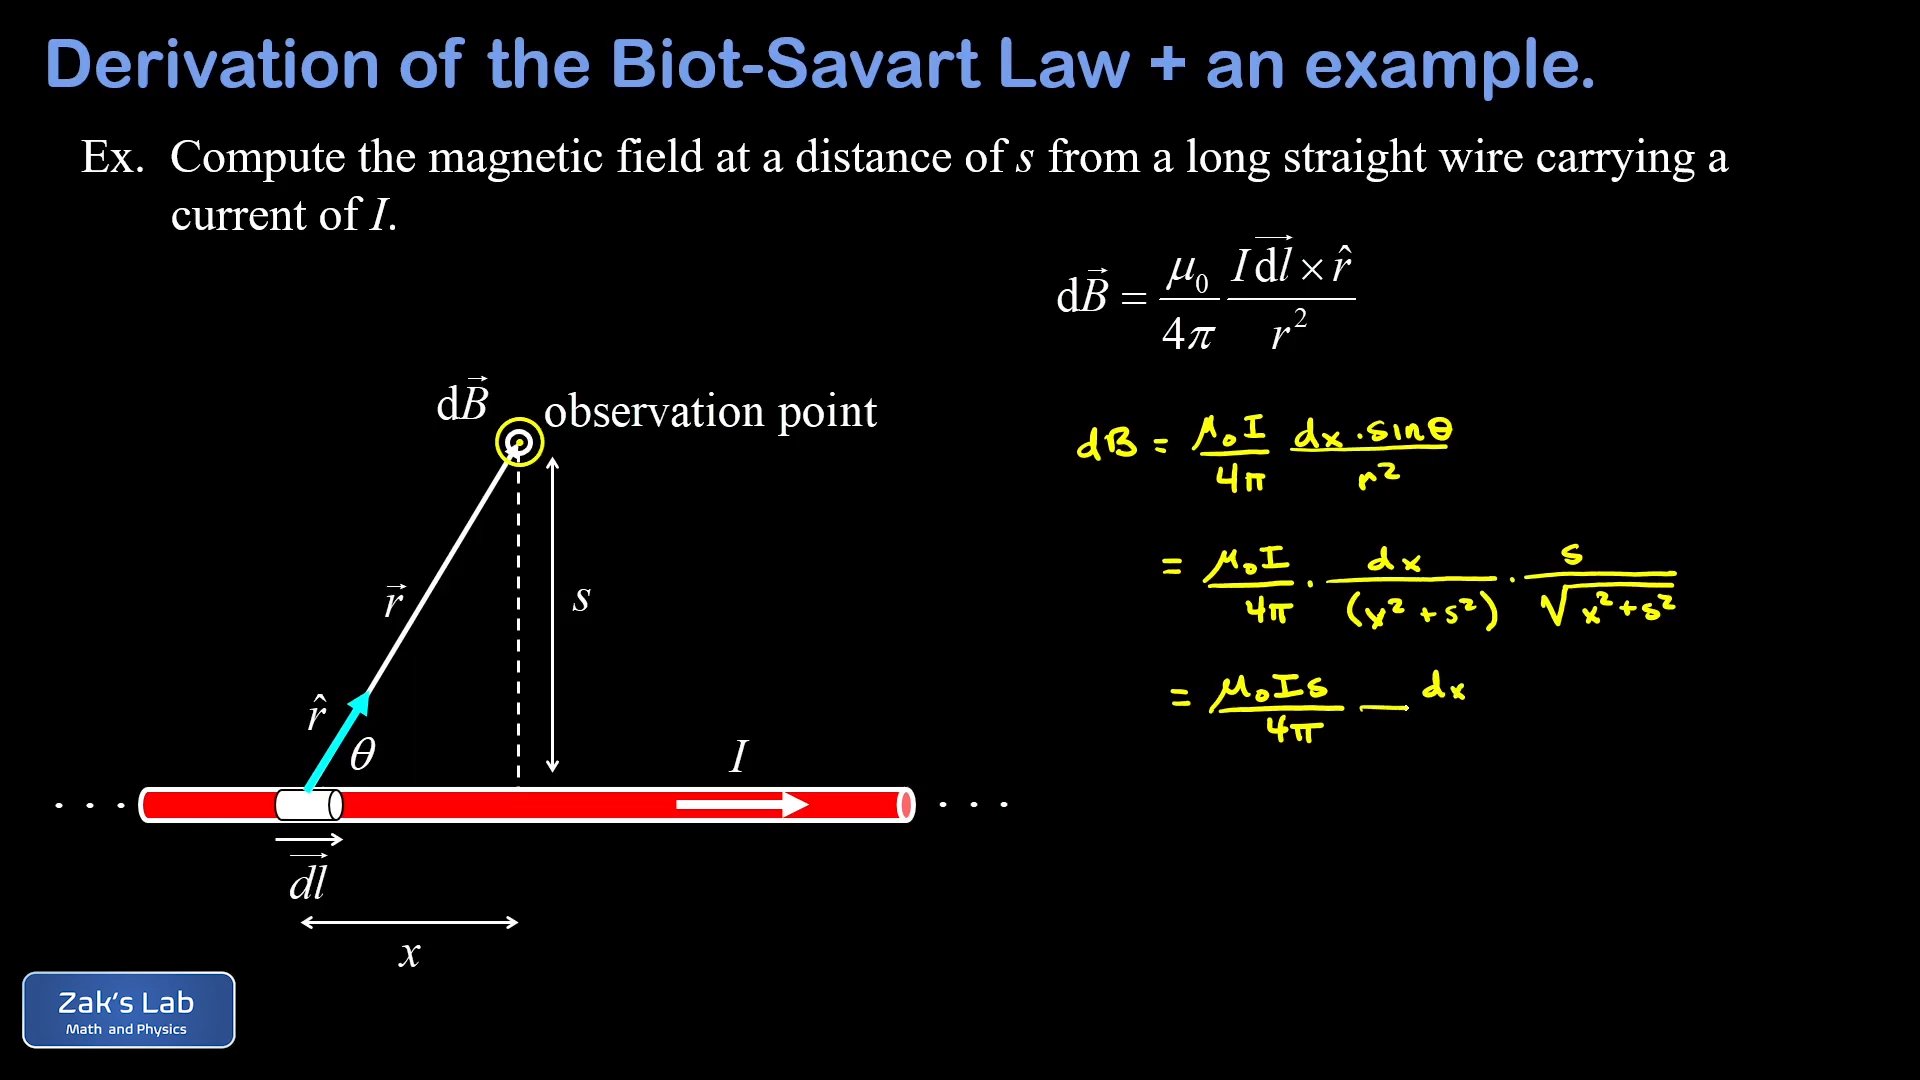 Derivation of the Biot-Savart Law + an example.
Ex. Compute the magnetic field at a distance of s from a long straight wire carrying a
current of I.
dB⃗ = μ₀/4π I dl⃗ × r̂ / r²
dB⃗
observation point
dB = μ₀I/4π dx · sinθ / r²
= μ₀I/4π · dx/(x² + s²) · s/√(x² + s²)
r⃗
s
= μ₀Is/4π dx
r̂
θ
I
. . .
. . .
dl⃗
x
Zak's Lab
Math and Physics